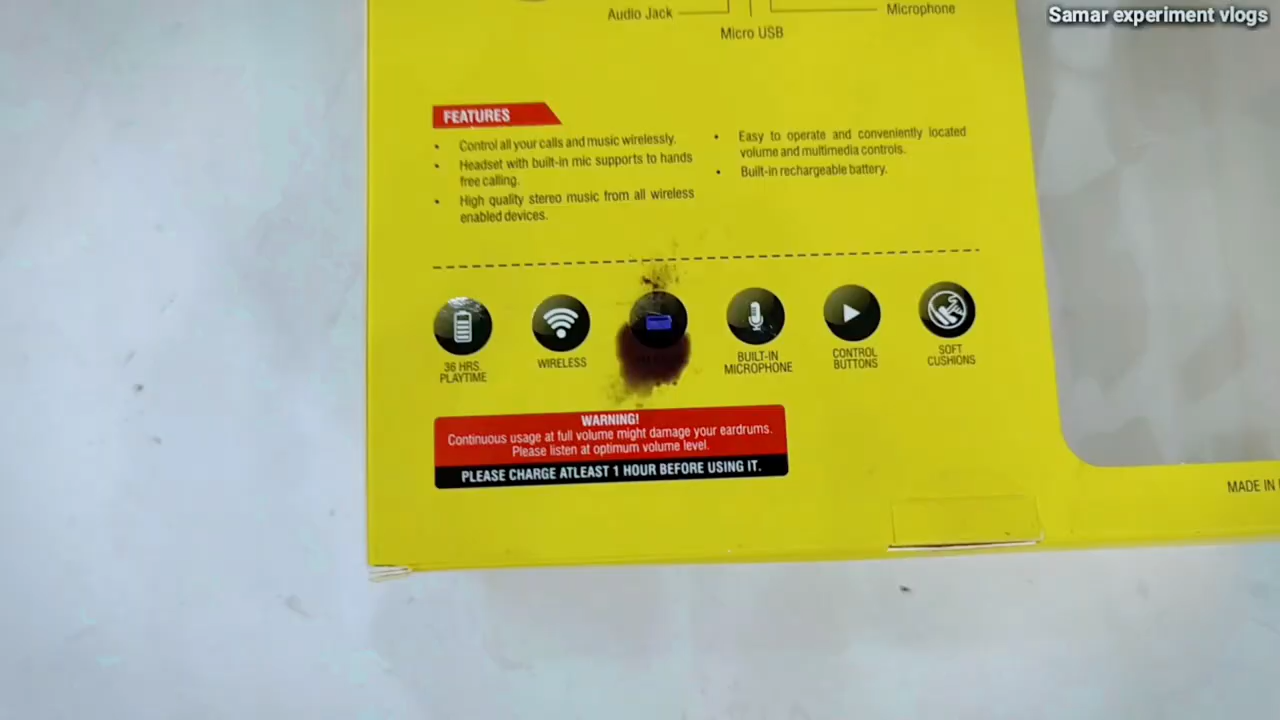 Samar experiment vlogs
Audio Jack
Microphone
Micro USB
FEATURES
• Control all your calls and music wirelessly.
• Headset with built-in mic supports to hands
free calling.
• High quality stereo music from all wireless
enabled devices.
• Easy to operate and conveniently located
volume and multimedia controls.
• Built-in rechargeable battery.
36 HRS.
PLAYTIME
WIRELESS
BUILT-IN
MICROPHONE
CONTROL
BUTTONS
SOFT
CUSHIONS
WARNING!
Continuous usage at full volume might damage your eardrums.
Please listen at optimum volume level.
PLEASE CHARGE ATLEAST 1 HOUR BEFORE USING IT.
MADE IN